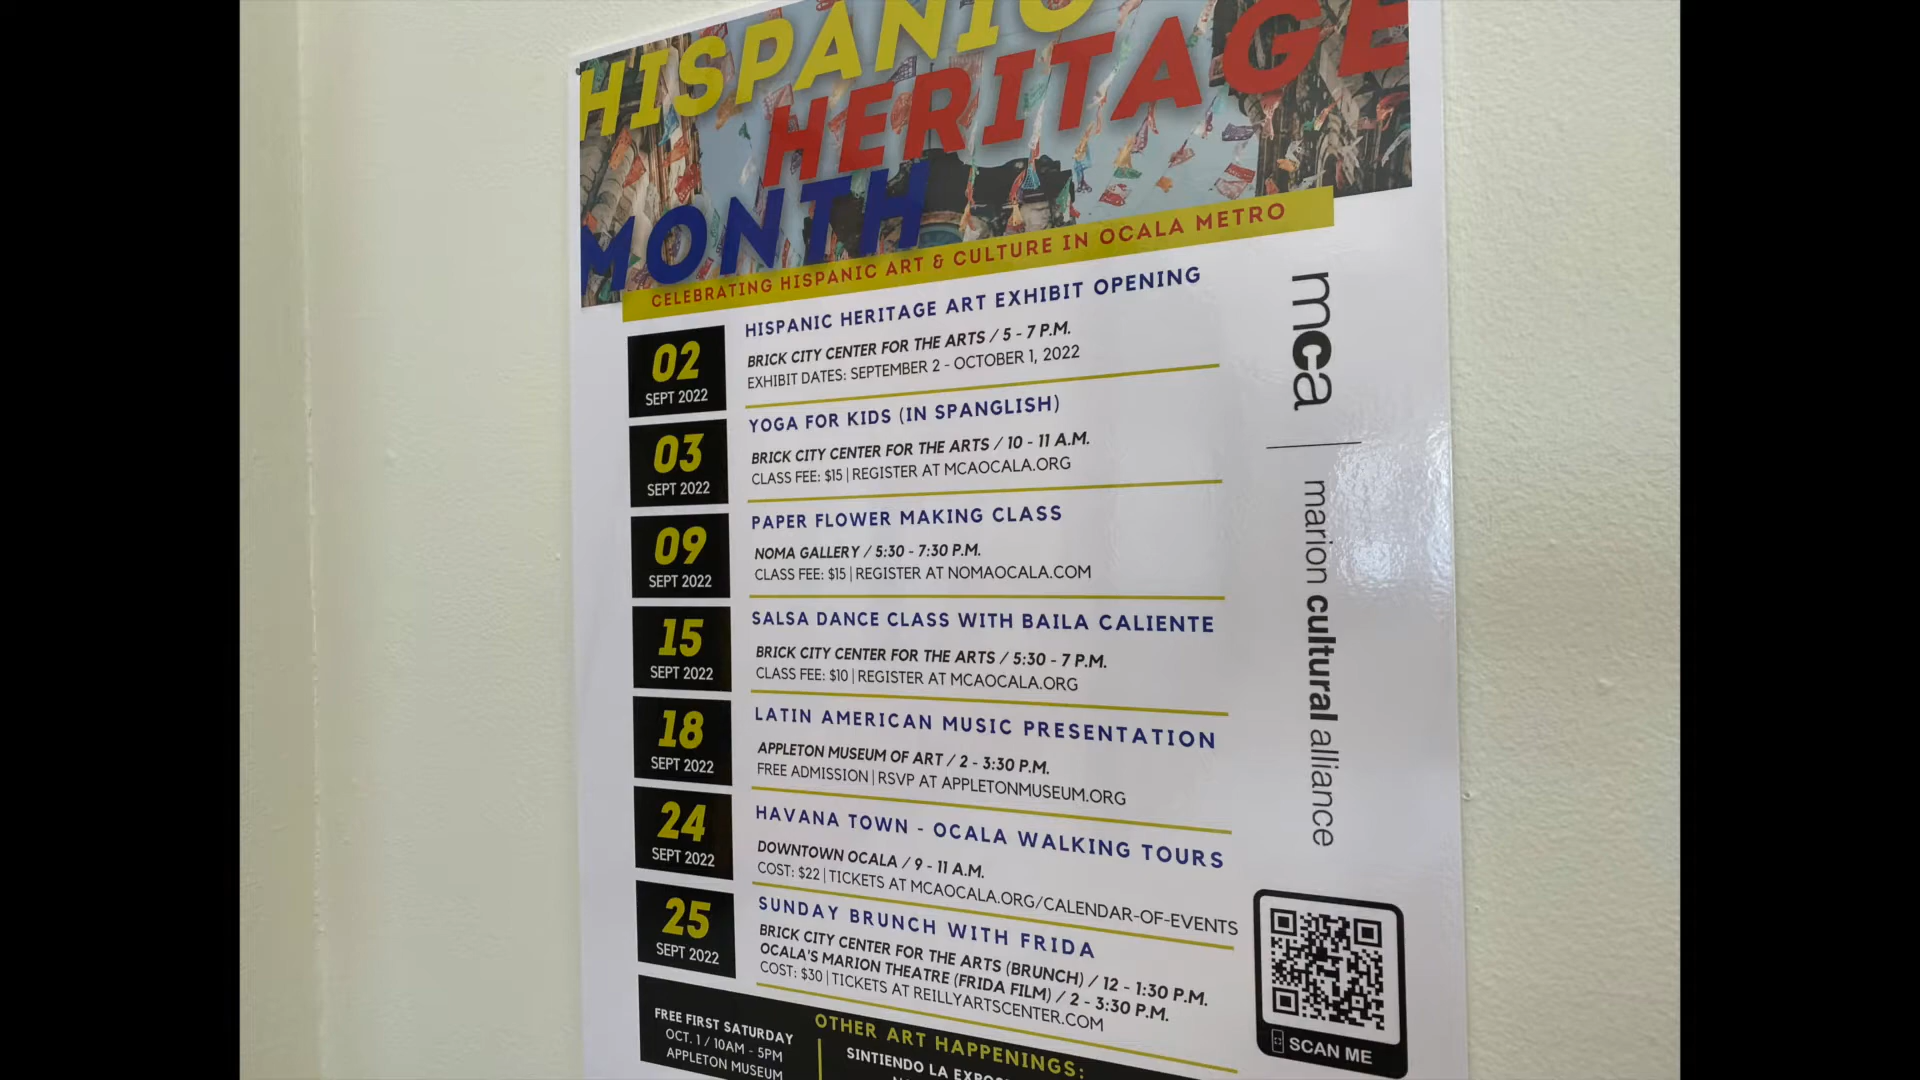 HISPANIC
HERITAGE
MONTH
CELEBRATING HISPANIC ART & CULTURE IN OCALA METRO
02
SEPT 2022
HISPANIC HERITAGE ART EXHIBIT OPENING
BRICK CITY CENTER FOR THE ARTS / 5 - 7 P.M.
EXHIBIT DATES: SEPTEMBER 2 - OCTOBER 1, 2022
03
SEPT 2022
YOGA FOR KIDS (IN SPANGLISH)
BRICK CITY CENTER FOR THE ARTS / 10 - 11 A.M.
CLASS FEE: $15 | REGISTER AT MCAOCALA.ORG
09
SEPT 2022
PAPER FLOWER MAKING CLASS
NOMA GALLERY / 5:30 - 7:30 P.M.
CLASS FEE: $15 | REGISTER AT NOMAOCALA.COM
15
SEPT 2022
SALSA DANCE CLASS WITH BAILA CALIENTE
BRICK CITY CENTER FOR THE ARTS / 5:30 - 7 P.M.
CLASS FEE: $10 | REGISTER AT MCAOCALA.ORG
18
SEPT 2022
LATIN AMERICAN MUSIC PRESENTATION
APPLETON MUSEUM OF ART / 2 - 3:30 P.M.
FREE ADMISSION | RSVP AT APPLETONMUSEUM.ORG
24
SEPT 2022
HAVANA TOWN - OCALA WALKING TOURS
DOWNTOWN OCALA / 9 - 11 A.M.
COST: $22 | TICKETS AT MCAOCALA.ORG/CALENDAR-OF-EVENTS
25
SEPT 2022
SUNDAY BRUNCH WITH FRIDA
BRICK CITY CENTER FOR THE ARTS (BRUNCH) / 12 - 1:30 P.M.
OCALA'S MARION THEATRE (FRIDA FILM) / 2 - 3:30 P.M.
COST: $30 | TICKETS AT REILLYARTSCENTER.COM
mca | marion cultural alliance
SCAN ME
OTHER ART HAPPENINGS:
FREE FIRST SATURDAY
OCT. 1 / 10AM - 5PM
APPLETON MUSEUM
SINTIENDO LA